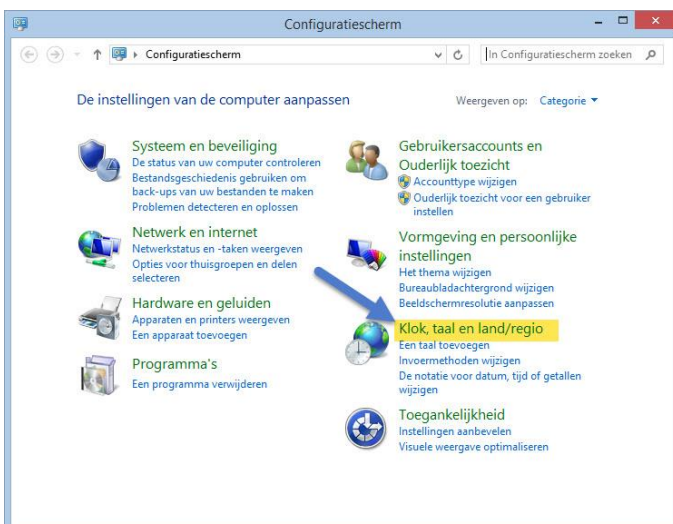 Configuratiescherm
Configuratiescherm
In Configuratiescherm zoeken
De instellingen van de computer aanpassen
Weergeven op: Categorie
Systeem en beveiliging
De status van uw computer controleren
Bestandsgeschiedenis gebruiken om
back-ups van uw bestanden te maken
Problemen detecteren en oplossen
Netwerk en internet
Netwerkstatus en -taken weergeven
Opties voor thuisgroepen en delen
selecteren
Hardware en geluiden
Apparaten en printers weergeven
Een apparaat toevoegen
Programma's
Een programma verwijderen
Gebruikersaccounts en
Ouderlijk toezicht
Accounttype wijzigen
Ouderlijk toezicht voor een gebruiker
instellen
Vormgeving en persoonlijke
instellingen
Het thema wijzigen
Bureaubladachtergrond wijzigen
Beeldschermresolutie aanpassen
Klok, taal en land/regio
Een taal toevoegen
Invoermethoden wijzigen
De notatie voor datum, tijd of getallen
wijzigen
Toegankelijkheid
Instellingen aanbevelen
Visuele weergave optimaliseren